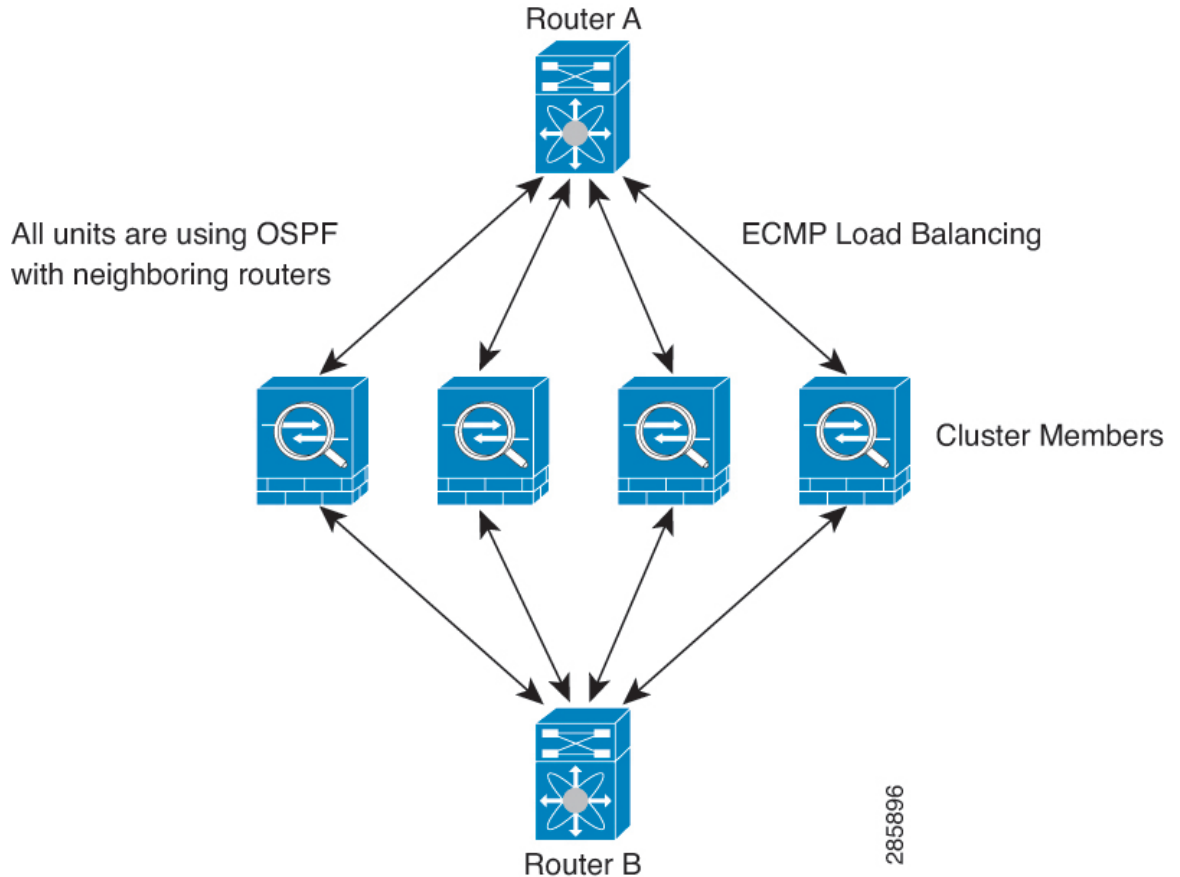 Router A
All units are using OSPF
with neighboring routers
ECMP Load Balancing
Cluster Members
285896
Router B